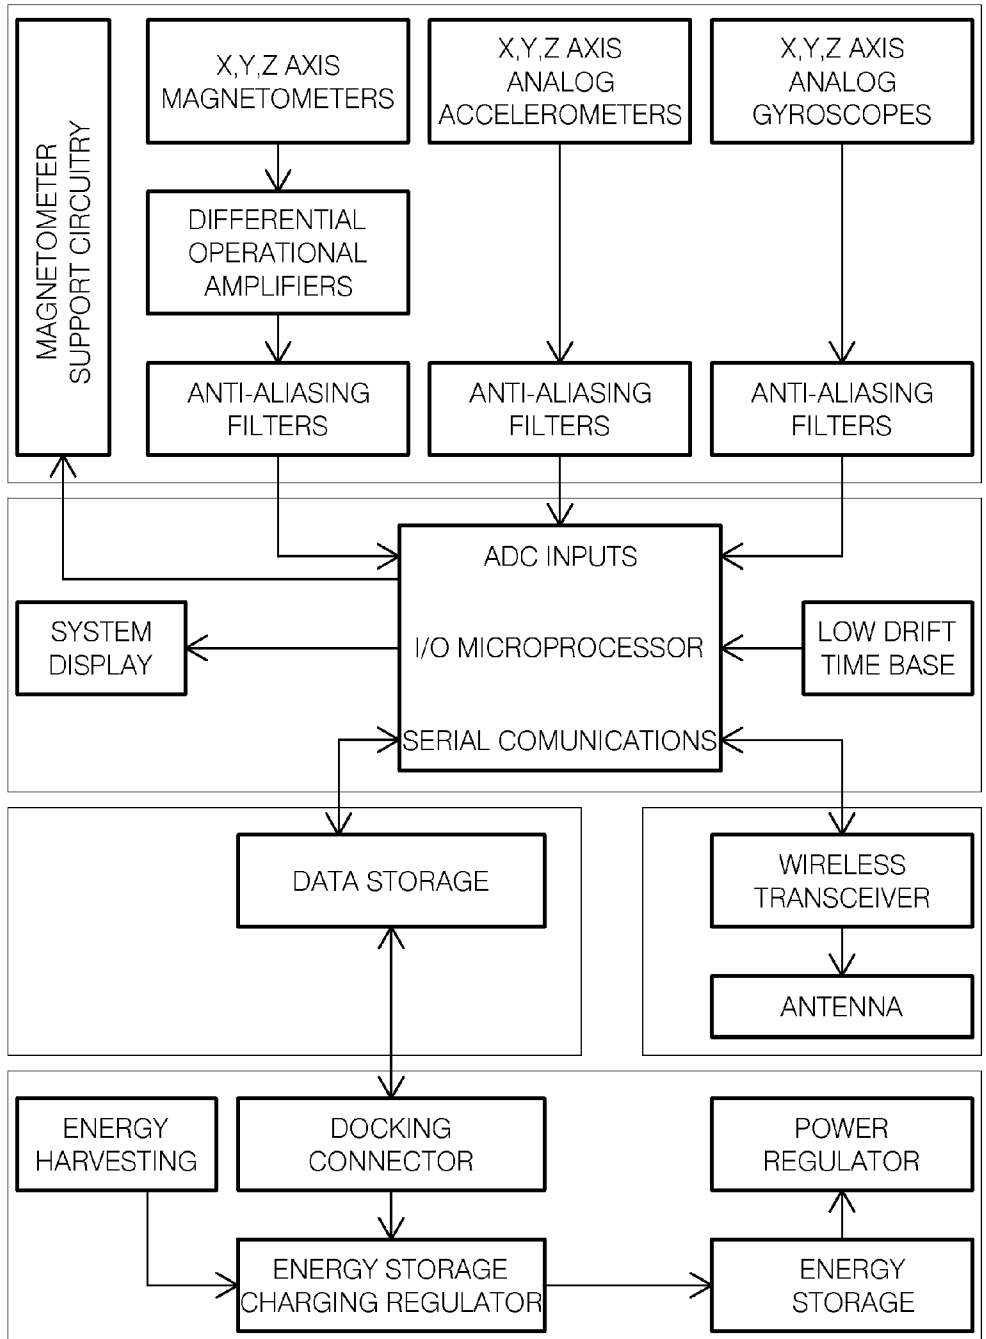 MAGNETOMETER
SUPPORT CIRCUITRY
X,Y,Z AXIS
MAGNETOMETERS
X,Y,Z AXIS
ANALOG
ACCELEROMETERS
X,Y,Z AXIS
ANALOG
GYROSCOPES
DIFFERENTIAL
OPERATIONAL
AMPLIFIERS
ANTI-ALIASING
FILTERS
ANTI-ALIASING
FILTERS
ANTI-ALIASING
FILTERS
ADC INPUTS
SYSTEM
DISPLAY
I/O MICROPROCESSOR
LOW DRIFT
TIME BASE
SERIAL COMUNICATIONS
DATA STORAGE
WIRELESS
TRANSCEIVER
ANTENNA
ENERGY
HARVESTING
DOCKING
CONNECTOR
POWER
REGULATOR
ENERGY STORAGE
CHARGING REGULATOR
ENERGY
STORAGE